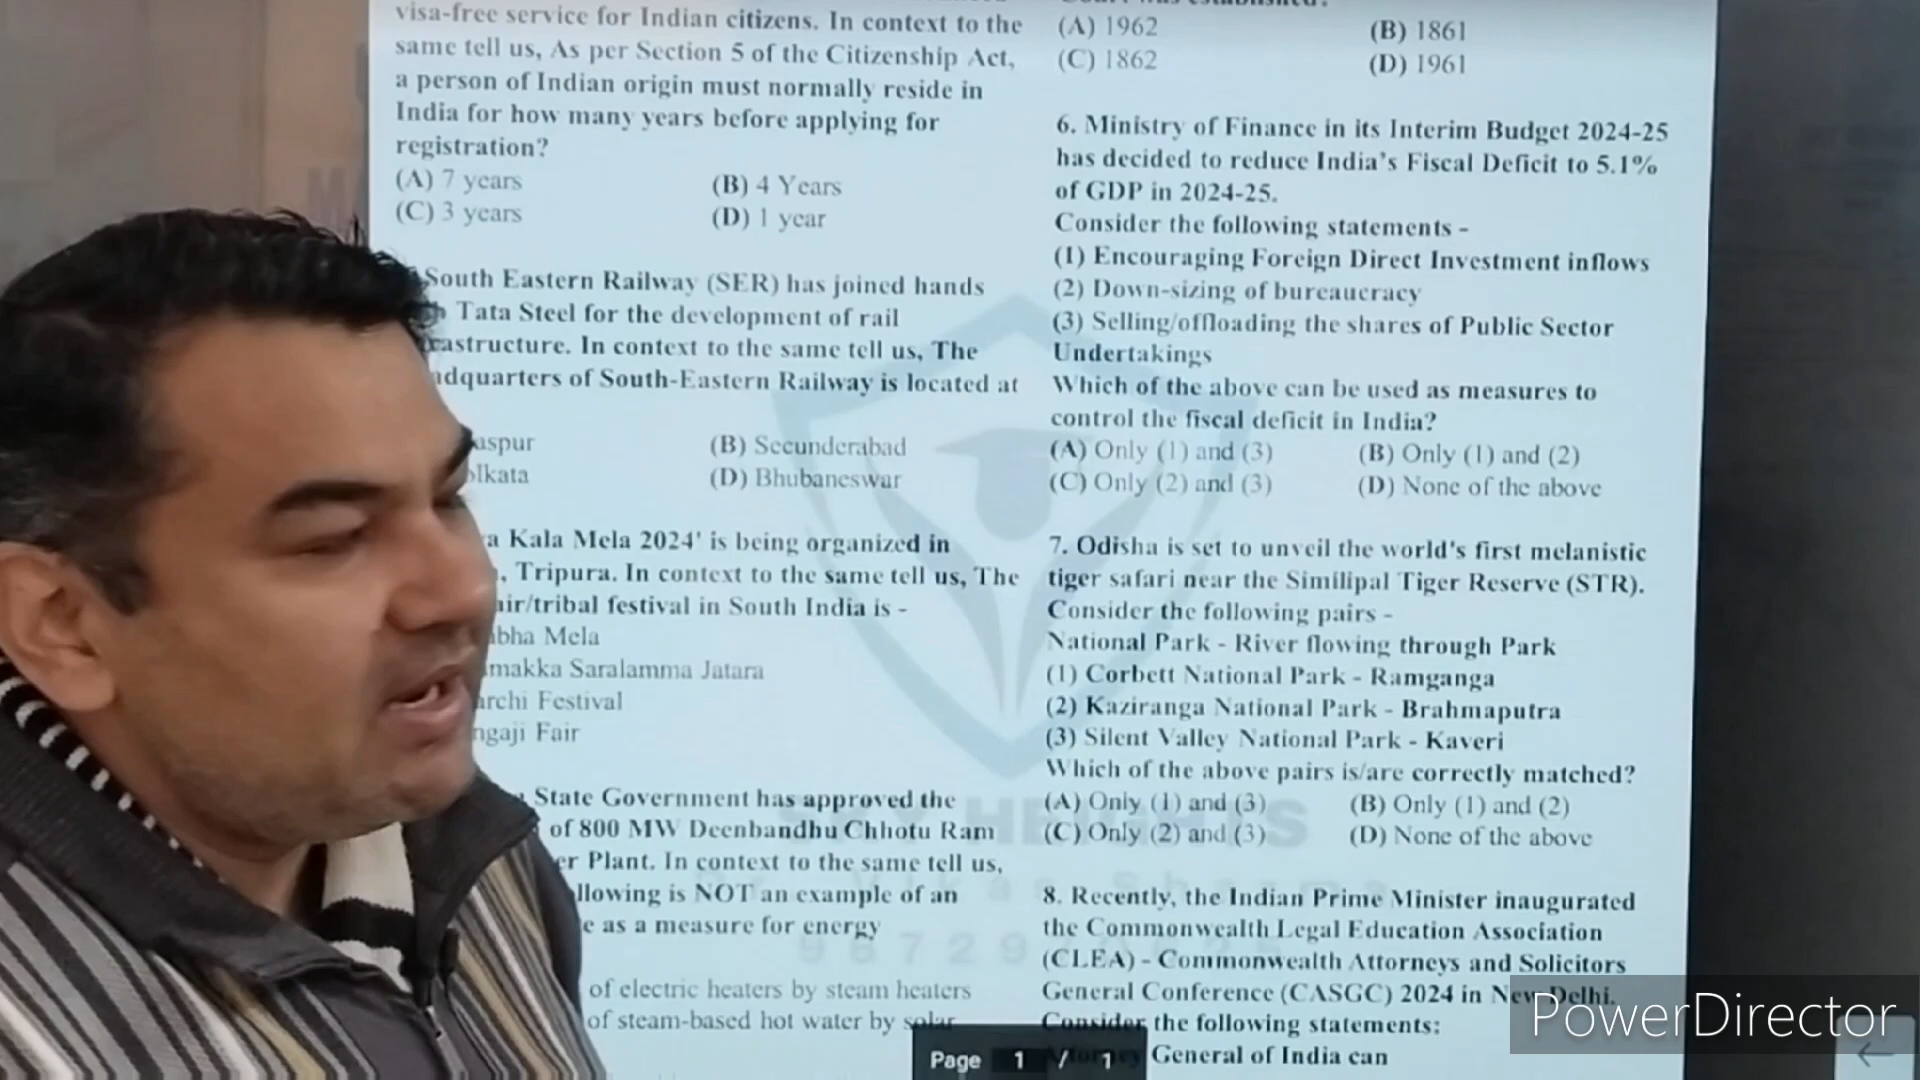 visa-free service for Indian citizens. In context to the
same tell us, As per Section 5 of the Citizenship Act,
a person of Indian origin must normally reside in
India for how many years before applying for
registration?
(A) 7 years (B) 4 Years
(C) 3 years (D) 1 year
South Eastern Railway (SER) has joined hands
Tata Steel for the development of rail
rastructure. In context to the same tell us, The
dquarters of South-Eastern Railway is located at
aspur (B) Secunderabad
lkata (D) Bhubaneswar
a Kala Mela 2024' is being organized in
, Tripura. In context to the same tell us, The
air/tribal festival in South India is -
bha Mela
makka Saralamma Jatara
archi Festival
ngaji Fair
State Government has approved the
of 800 MW Deenbandhu Chhotu Ram
er Plant. In context to the same tell us,
llowing is NOT an example of an
e as a measure for energy
of electric heaters by steam heaters
of steam-based hot water by solar
(A) 1962 (B) 1861
(C) 1862 (D) 1961
6. Ministry of Finance in its Interim Budget 2024-25
has decided to reduce India's Fiscal Deficit to 5.1%
of GDP in 2024-25.
Consider the following statements -
(1) Encouraging Foreign Direct Investment inflows
(2) Down-sizing of bureaucracy
(3) Selling/offloading the shares of Public Sector
Undertakings
Which of the above can be used as measures to
control the fiscal deficit in India?
(A) Only (1) and (3) (B) Only (1) and (2)
(C) Only (2) and (3) (D) None of the above
7. Odisha is set to unveil the world's first melanistic
tiger safari near the Similipal Tiger Reserve (STR).
Consider the following pairs -
National Park - River flowing through Park
(1) Corbett National Park - Ramganga
(2) Kaziranga National Park - Brahmaputra
(3) Silent Valley National Park - Kaveri
Which of the above pairs is/are correctly matched?
(A) Only (1) and (3) (B) Only (1) and (2)
(C) Only (2) and (3) (D) None of the above
8. Recently, the Indian Prime Minister inaugurated
the Commonwealth Legal Education Association
(CLEA) - Commonwealth Attorneys and Solicitors
General Conference (CASGC) 2024 in New Delhi.
Consider the following statements:
Attorney General of India can
Page 1 / 1
PowerDirector